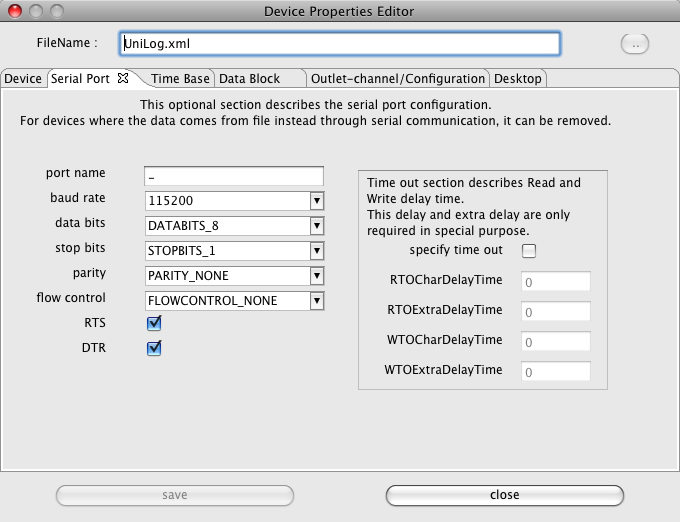 Device Properties Editor
FileName : UniLog.xml ..
Device Serial Port Time Base Data Block Outlet-channel/Configuration Desktop
This optional section describes the serial port configuration.
For devices where the data comes from file instead through serial communication, it can be removed.
port name –
baud rate 115200
data bits DATABITS_8
stop bits STOPBITS_1
parity PARITY_NONE
flow control FLOWCONTROL_NONE
RTS
DTR
Time out section describes Read and
Write delay time.
This delay and extra delay are only
required in special purpose.
specify time out
RTOCharDelayTime 0
RTOExtraDelayTime 0
WTOCharDelayTime 0
WTOExtraDelayTime 0
save close